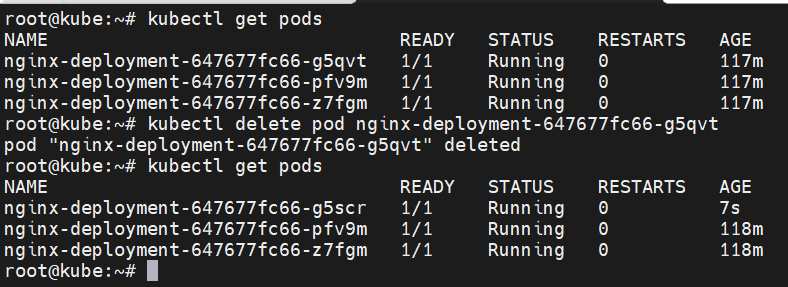 root@kube:~# kubectl get pods
NAME READY STATUS RESTARTS AGE
nginx-deployment-647677fc66-g5qvt 1/1 Running 0 117m
nginx-deployment-647677fc66-pfv9m 1/1 Running 0 117m
nginx-deployment-647677fc66-z7fgm 1/1 Running 0 117m
root@kube:~# kubectl delete pod nginx-deployment-647677fc66-g5qvt
pod "nginx-deployment-647677fc66-g5qvt" deleted
root@kube:~# kubectl get pods
NAME READY STATUS RESTARTS AGE
nginx-deployment-647677fc66-g5scr 1/1 Running 0 7s
nginx-deployment-647677fc66-pfv9m 1/1 Running 0 118m
nginx-deployment-647677fc66-z7fgm 1/1 Running 0 118m
root@kube:~#